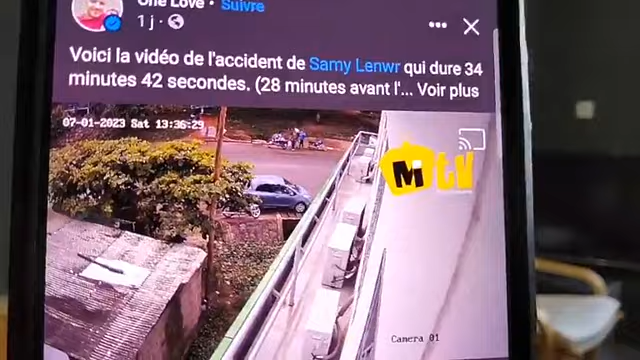 One Love • Suivre
1 j ·
Voici la vidéo de l'accident de Samy Lenwr qui dure 34
minutes 42 secondes. (28 minutes avant l'... Voir plus
07-01-2023 Sat 13:36:29
Mtv
Camera 01